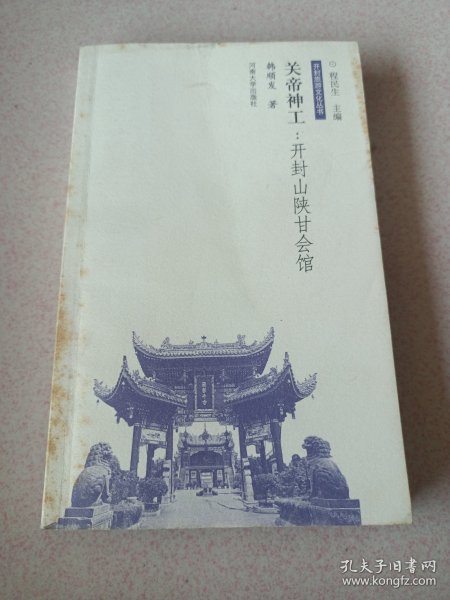 开封旅游文化丛书
⊙程民生 主编
关帝神工：开封山陕甘会馆
韩顺发 著
河南大学出版社
孔夫子旧书网
www.kongfz.com